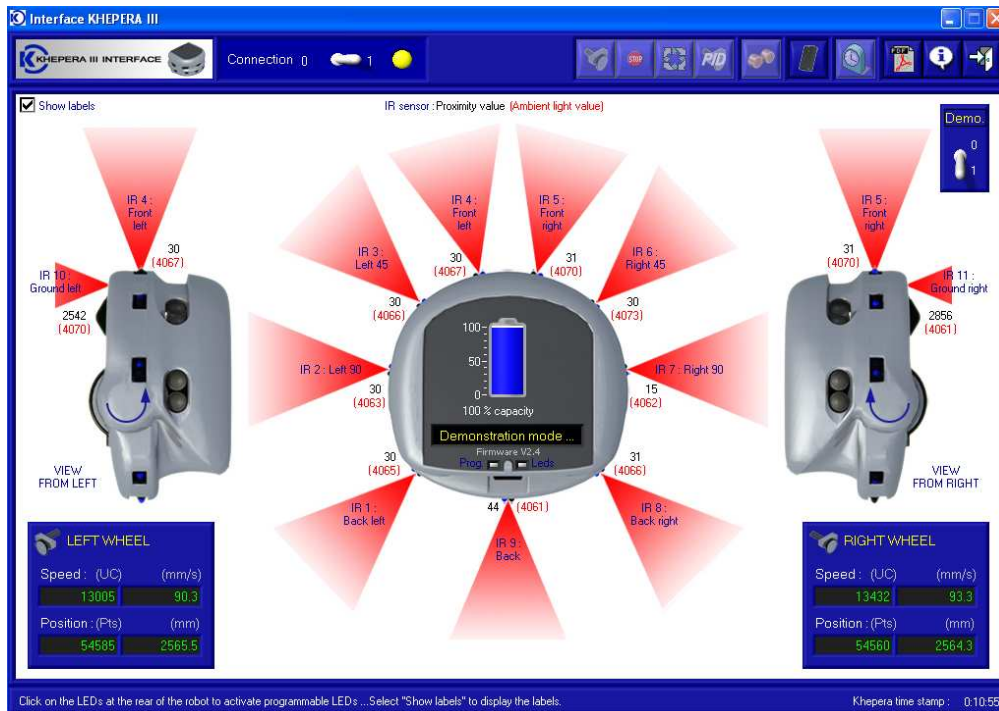 Interface KHEPERA III
KHEPERA III INTERFACE
Connection 0 1
STOP
PID
PDF
Show labels
IR sensor : Proximity value (Ambient light value)
Demo.
0
1
IR 4 :
Front
left
30
(4067)
IR 10 :
Ground left
2542
(4070)
VIEW
FROM LEFT
IR 4 :
Front
left
30
(4067)
IR 5 :
Front
right
31
(4070)
IR 3 :
Left 45
30
(4066)
IR 6 :
Right 45
30
(4073)
IR 2 : Left 90
30
(4063)
IR 7 : Right 90
15
(4062)
100
50
0
100 % capacity
Demonstration mode ...
Firmware V2.4
Prog. Leds
30
(4065)
IR 1 :
Back left
31
(4066)
IR 8 :
Back right
44 (4061)
IR 9 :
Back
IR 5 :
Front
right
31
(4070)
IR 11 :
Ground right
2856
(4061)
VIEW
FROM RIGHT
LEFT WHEEL
Speed : (UC) (mm/s)
13005 90.3
Position : (Pts) (mm)
54585 2565.5
RIGHT WHEEL
Speed : (UC) (mm/s)
13432 93.3
Position : (Pts) (mm)
54560 2564.3
Click on the LEDs at the rear of the robot to activate programmable LEDs ...Select "Show labels" to display the labels.
Khepera time stamp : 0:10:55